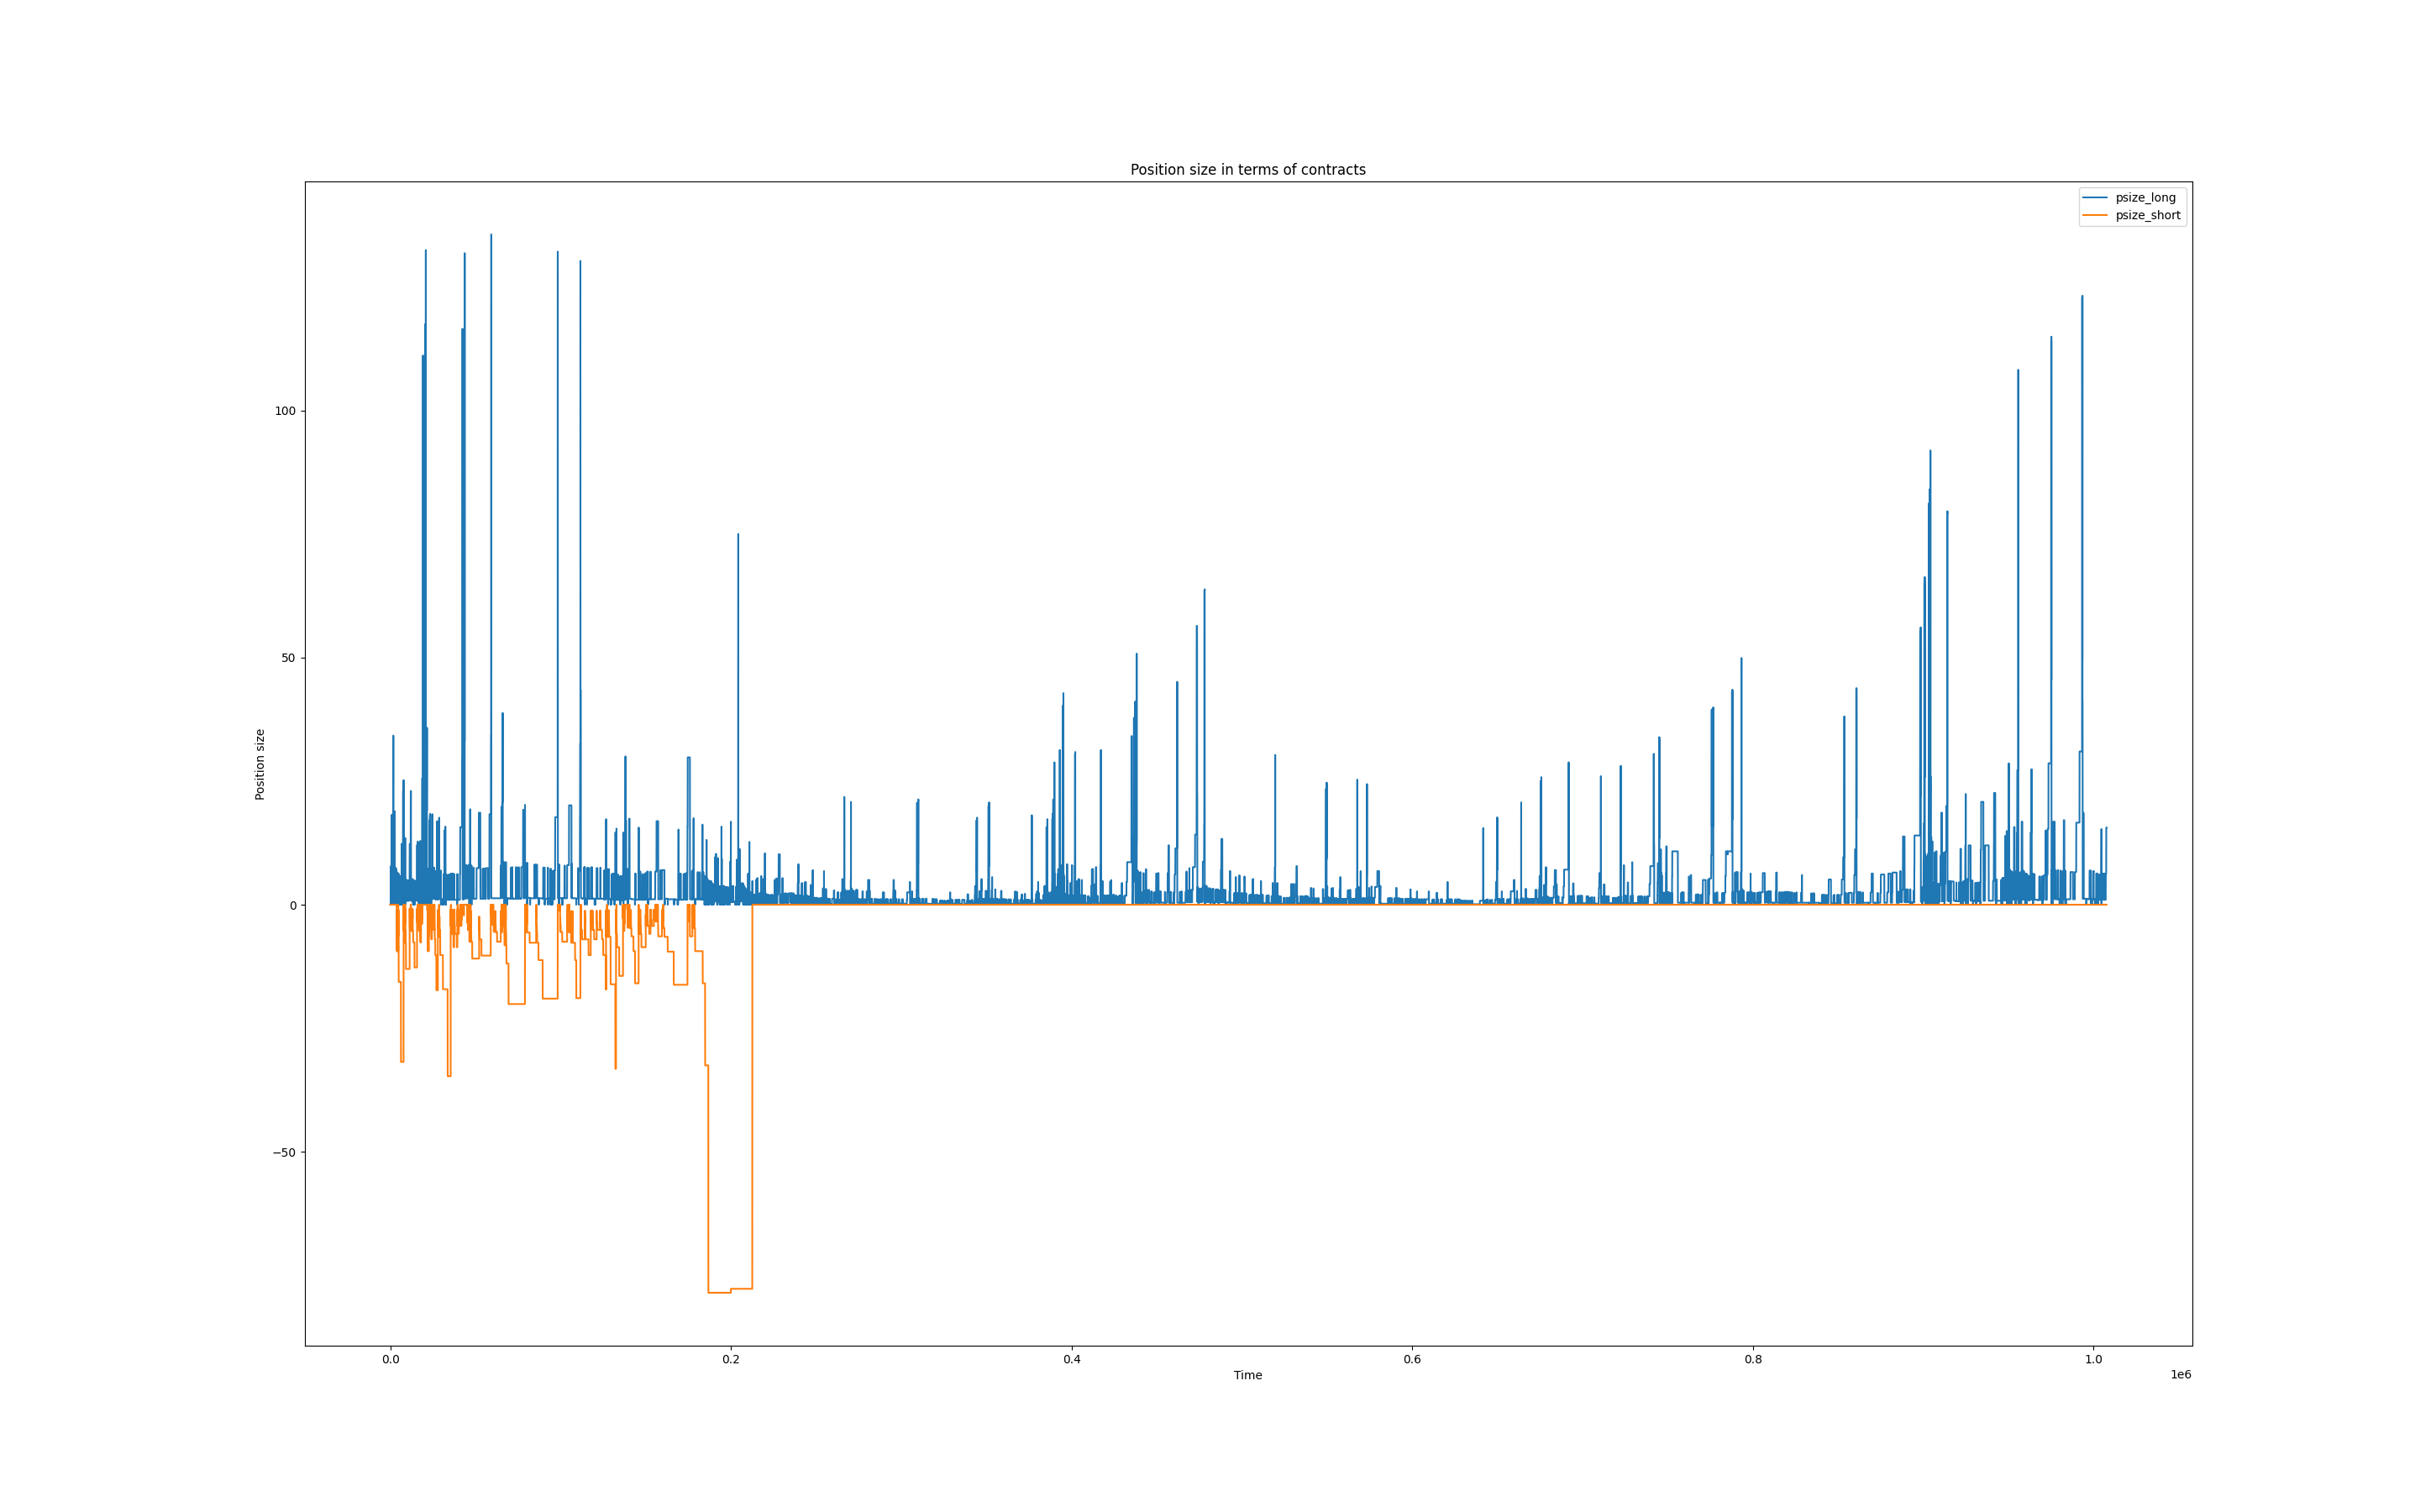 Position size in terms of contracts
psize_long
psize_short
100
50
0
−50
Position size
0.0
0.2
0.4
0.6
0.8
1.0
1e6
Time